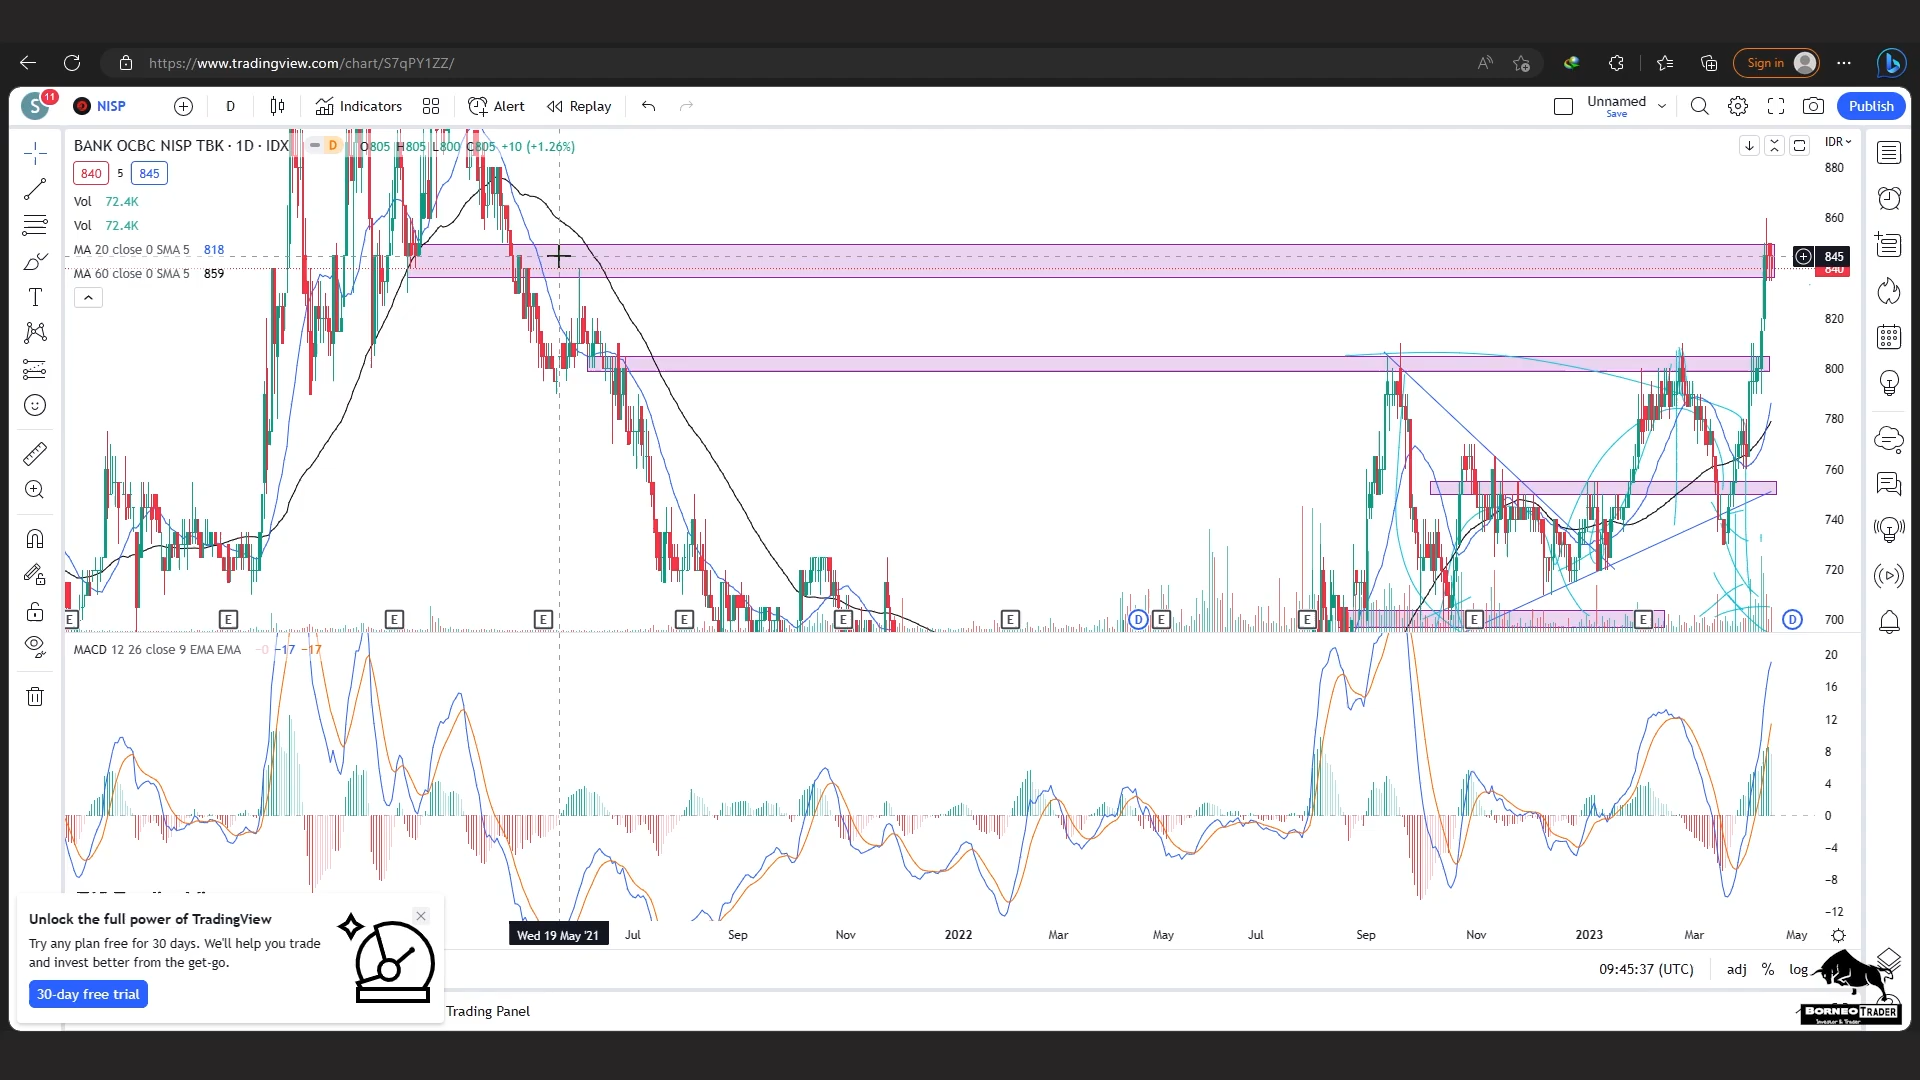 https://www.tradingview.com/chart/S7qPY1ZZ/
Sign in
S 11 NISP D Indicators Alert Replay Unnamed Save Publish
BANK OCBC NISP TBK · 1D · IDX D O805 H805 L800 C805 +10 (+1.26%) IDR
840 5 845
Vol 72.4K
Vol 72.4K
MA 20 close 0 SMA 5 818
MA 60 close 0 SMA 5 859
880
860
845
840
820
800
780
760
740
720
700
E E E E E E E D E E E E D
MACD 12 26 close 9 EMA EMA −0 −17 −17
20
16
12
8
4
0
−4
−8
−12
Wed 19 May '21 Jul Sep Nov 2022 Mar May Jul Sep Nov 2023 Mar May
09:45:37 (UTC) adj % log
Unlock the full power of TradingView
Try any plan free for 30 days. We'll help you trade
and invest better from the get-go.
30-day free trial
Trading Panel
BORNEO TRADER
Investor & Trader